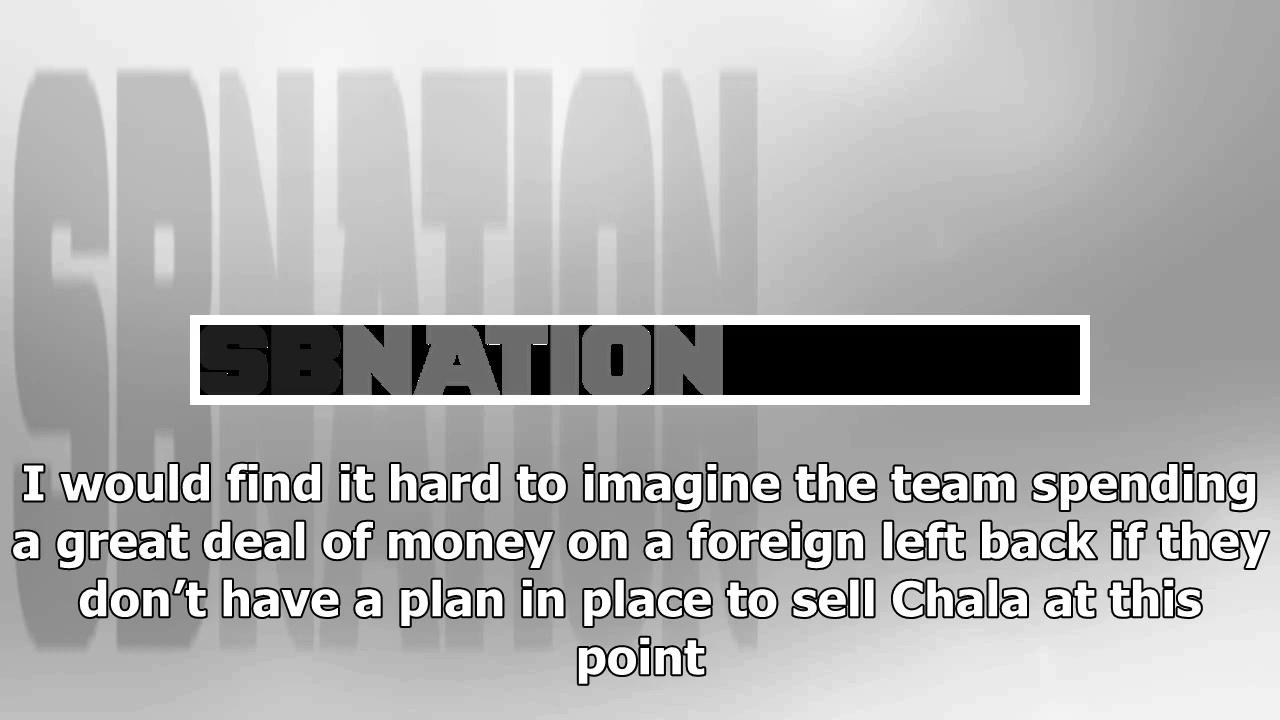 SBNATION
SBNATION
I would find it hard to imagine the team spending
a great deal of money on a foreign left back if they
don’t have a plan in place to sell Chala at this
point